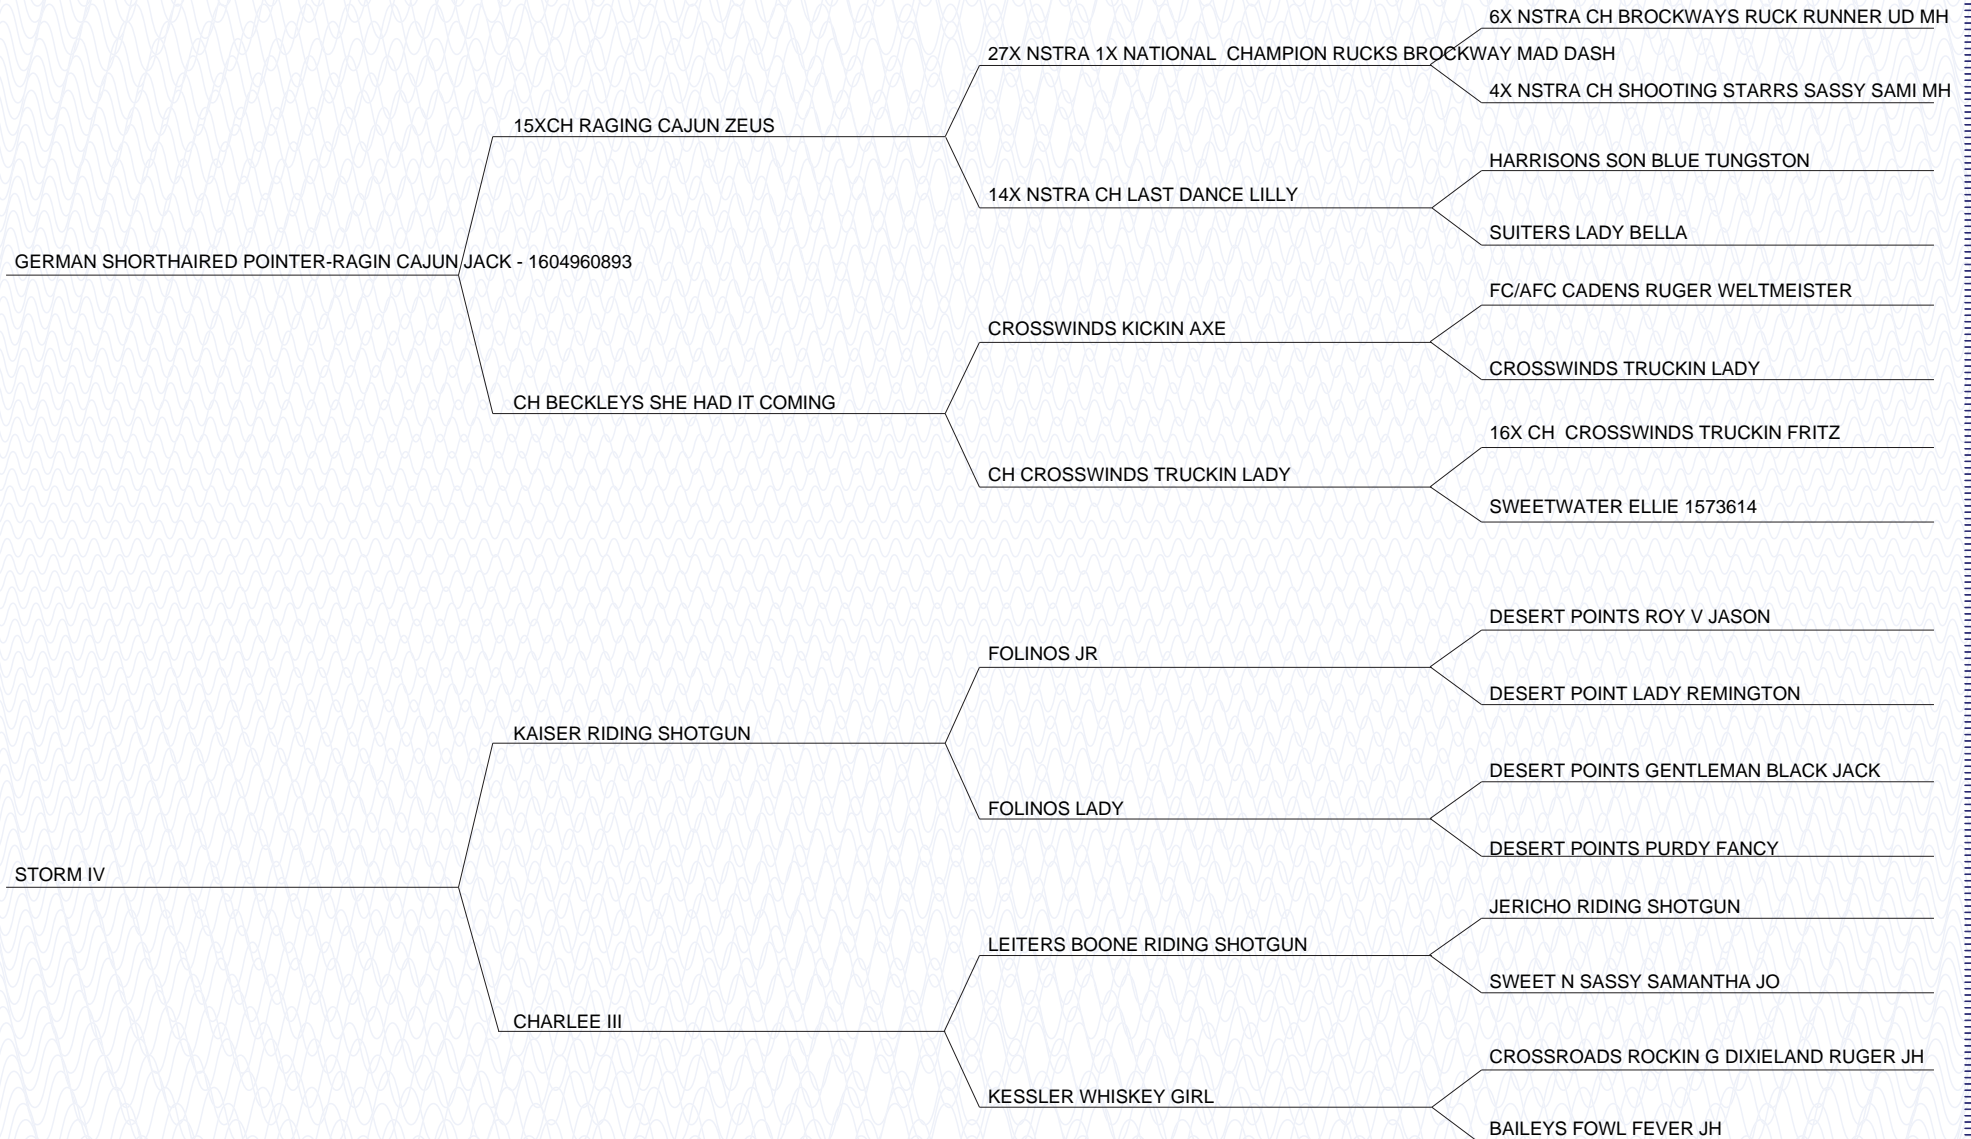 6X NSTRA CH BROCKWAYS RUCK RUNNER UD MH
27X NSTRA 1X NATIONAL  CHAMPION RUCKS BROCKWAY MAD DASH
4X NSTRA CH SHOOTING STARRS SASSY SAMI MH
15XCH RAGING CAJUN ZEUS
HARRISONS SON BLUE TUNGSTON
14X NSTRA CH LAST DANCE LILLY
SUITERS LADY BELLA
GERMAN SHORTHAIRED POINTER-RAGIN CAJUN JACK - 1604960893
FC/AFC CADENS RUGER WELTMEISTER
CROSSWINDS KICKIN AXE
CROSSWINDS TRUCKIN LADY
CH BECKLEYS SHE HAD IT COMING
16X CH  CROSSWINDS TRUCKIN FRITZ
CH CROSSWINDS TRUCKIN LADY
SWEETWATER ELLIE 1573614
DESERT POINTS ROY V JASON
FOLINOS JR
DESERT POINT LADY REMINGTON
KAISER RIDING SHOTGUN
DESERT POINTS GENTLEMAN BLACK JACK
FOLINOS LADY
DESERT POINTS PURDY FANCY
STORM IV
JERICHO RIDING SHOTGUN
LEITERS BOONE RIDING SHOTGUN
SWEET N SASSY SAMANTHA JO
CHARLEE III
CROSSROADS ROCKIN G DIXIELAND RUGER JH
KESSLER WHISKEY GIRL
BAILEYS FOWL FEVER JH